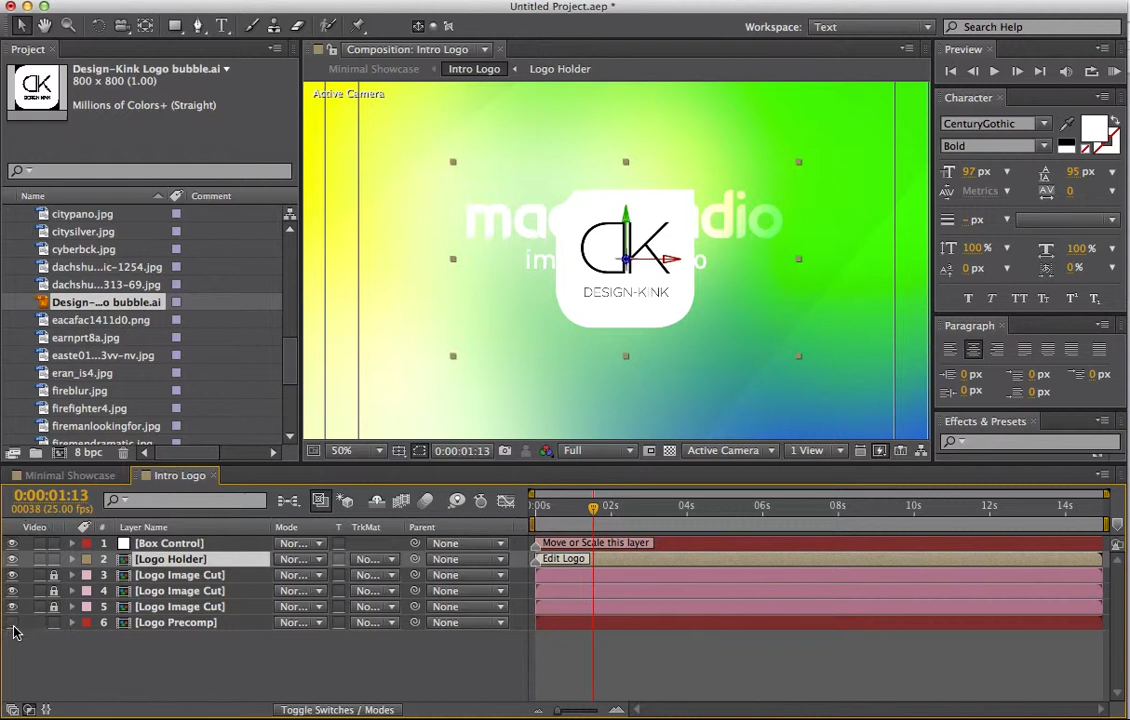 Untitled Project.aep *
Workspace: Text
Search Help
Project
Design-Kink Logo bubble.ai
800 x 800 (1.00)
Millions of Colors+ (Straight)
Name
Comment
citypano.jpg
citysilver.jpg
cyberbck.jpg
dachshu...ic-1254.jpg
dachshu...313-69.jpg
Design-...o bubble.ai
eacafac1411d0.png
earnprt8a.jpg
easte01...3vv-nv.jpg
eran_is4.jpg
fireblur.jpg
firefighter4.jpg
firemanlookingfor.jpg
firemendramatic.jpg
8 bpc
Composition: Intro Logo
Minimal Showcase
Intro Logo
Logo Holder
Active Camera
DK
DESIGN-KINK
50%
0:00:01:13
Full
Active Camera
1 View
Preview
Character
CenturyGothic
Bold
97 px
95 px
Metrics
0
- px
100 %
100 %
0 px
0 %
T T TT Tt T¹ T₁
Paragraph
0 px
0 px
0 px
0 px
0 px
Effects & Presets
Minimal Showcase
Intro Logo
0:00:01:13
00038 (25.00 fps)
:00s
02s
04s
06s
08s
10s
12s
14s
Video
#
Layer Name
Mode
T
TrkMat
Parent
1
[Box Control]
Nor...
None
Move or Scale this layer
2
[Logo Holder]
Nor...
No...
None
Edit Logo
3
[Logo Image Cut]
Nor...
No...
None
4
[Logo Image Cut]
Nor...
No...
None
5
[Logo Image Cut]
Nor...
No...
None
6
[Logo Precomp]
Nor...
No...
None
Toggle Switches / Modes